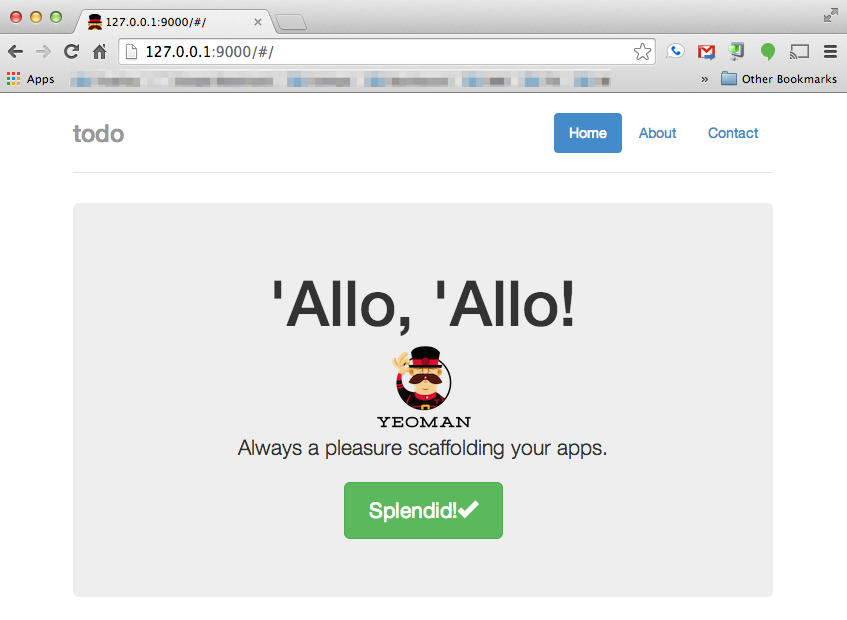 127.0.0.1:9000/#/
127.0.0.1:9000/#/
Apps
» Other Bookmarks
todo
Home About Contact
'Allo, 'Allo!
YEOMAN
Always a pleasure scaffolding your apps.
Splendid!✔